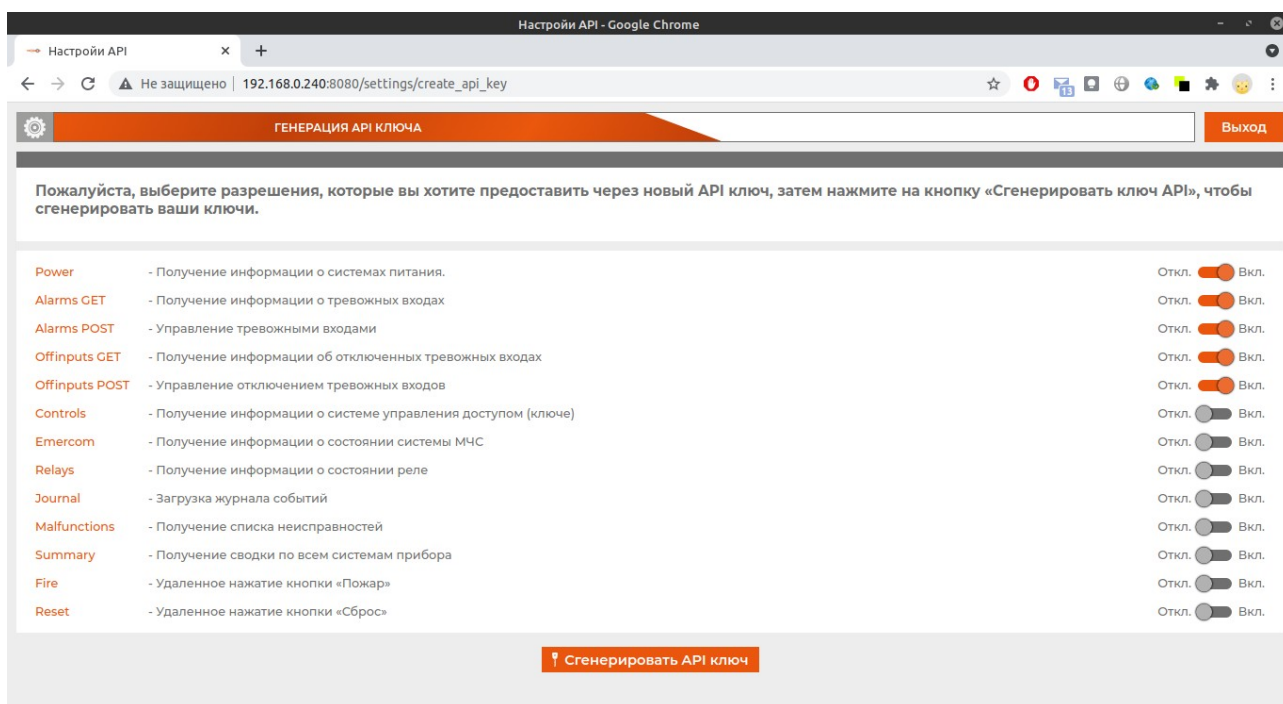 Настройи API - Google Chrome
Настройи API
Не защищено 192.168.0.240:8080/settings/create_api_key
13
ГЕНЕРАЦИЯ API КЛЮЧА
Выход
Пожалуйста, выберите разрешения, которые вы хотите предоставить через новый API ключ, затем нажмите на кнопку «Сгенерировать ключ API», чтобы
сгенерировать ваши ключи.
Power - Получение информации о системах питания. Откл. Вкл.
Alarms GET - Получение информации о тревожных входах Откл. Вкл.
Alarms POST - Управление тревожными входами Откл. Вкл.
Offinputs GET - Получение информации об отключенных тревожных входах Откл. Вкл.
Offinputs POST - Управление отключением тревожных входов Откл. Вкл.
Controls - Получение информации о системе управления доступом (ключе) Откл. Вкл.
Emercom - Получение информации о состоянии системы МЧС Откл. Вкл.
Relays - Получение информации о состоянии реле Откл. Вкл.
Journal - Загрузка журнала событий Откл. Вкл.
Malfunctions - Получение списка неисправностей Откл. Вкл.
Summary - Получение сводки по всем системам прибора Откл. Вкл.
Fire - Удаленное нажатие кнопки «Пожар» Откл. Вкл.
Reset - Удаленное нажатие кнопки «Сброс» Откл. Вкл.
Сгенерировать API ключ